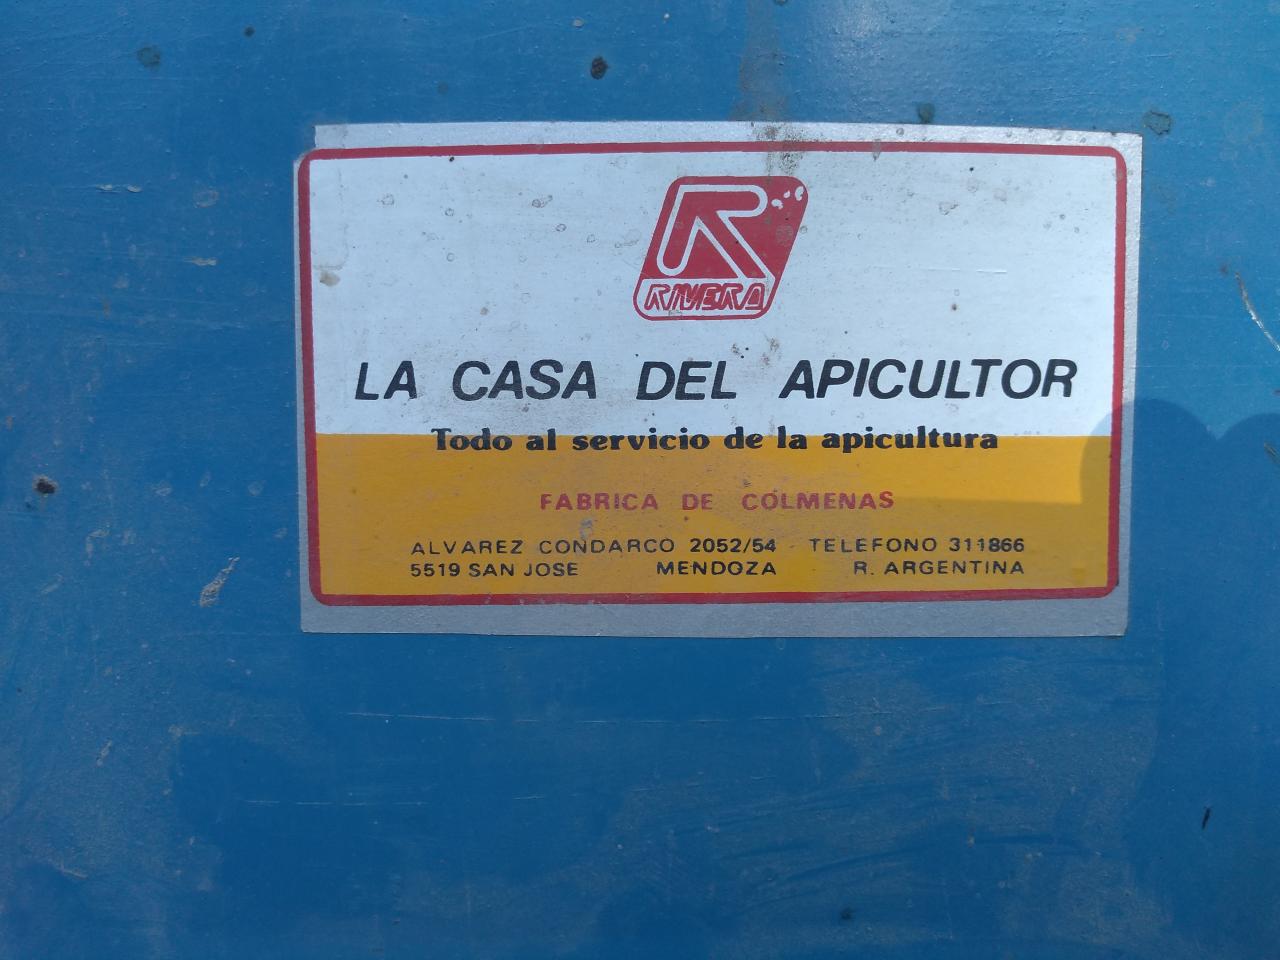 RIVERA
LA CASA DEL APICULTOR
Todo al servicio de la apicultura
FABRICA DE COLMENAS
ALVAREZ CONDARCO 2052/54 TELEFONO 311866
5519 SAN JOSE MENDOZA R. ARGENTINA